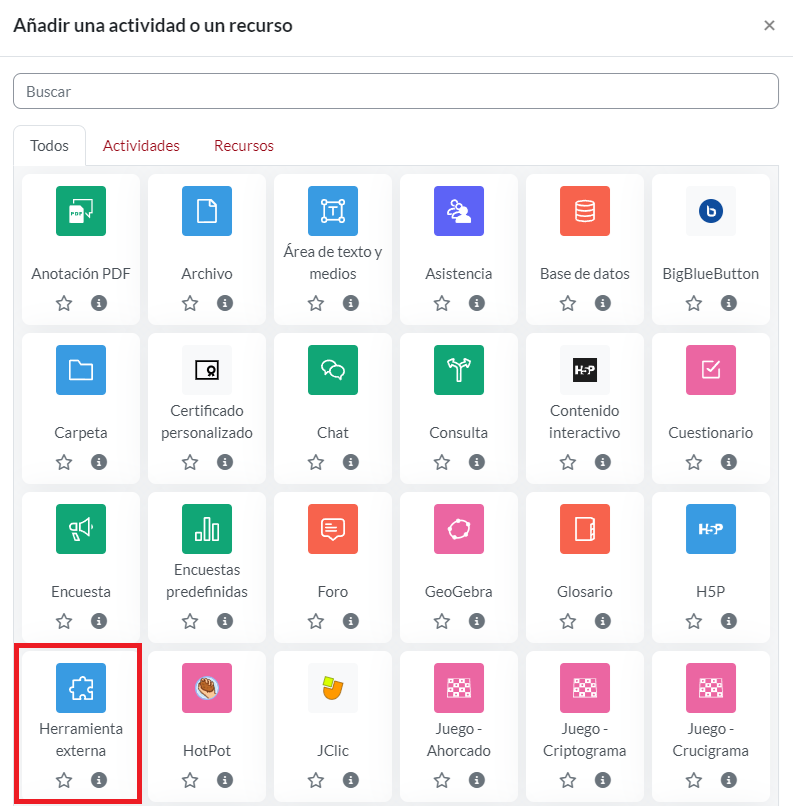 Añadir una actividad o un recurso
×
Buscar
Todos Actividades Recursos
PDF
T
b
Anotación PDF
Archivo
Área de texto y
medios
Asistencia
Base de datos
BigBlueButton
H5P
Carpeta
Certificado
personalizado
Chat
Consulta
Contenido
interactivo
Cuestionario
H5P
Encuesta
Encuestas
predefinidas
Foro
GeoGebra
Glosario
H5P
Herramienta
externa
HotPot
JClic
Juego -
Ahorcado
Juego -
Criptograma
Juego -
Crucigrama